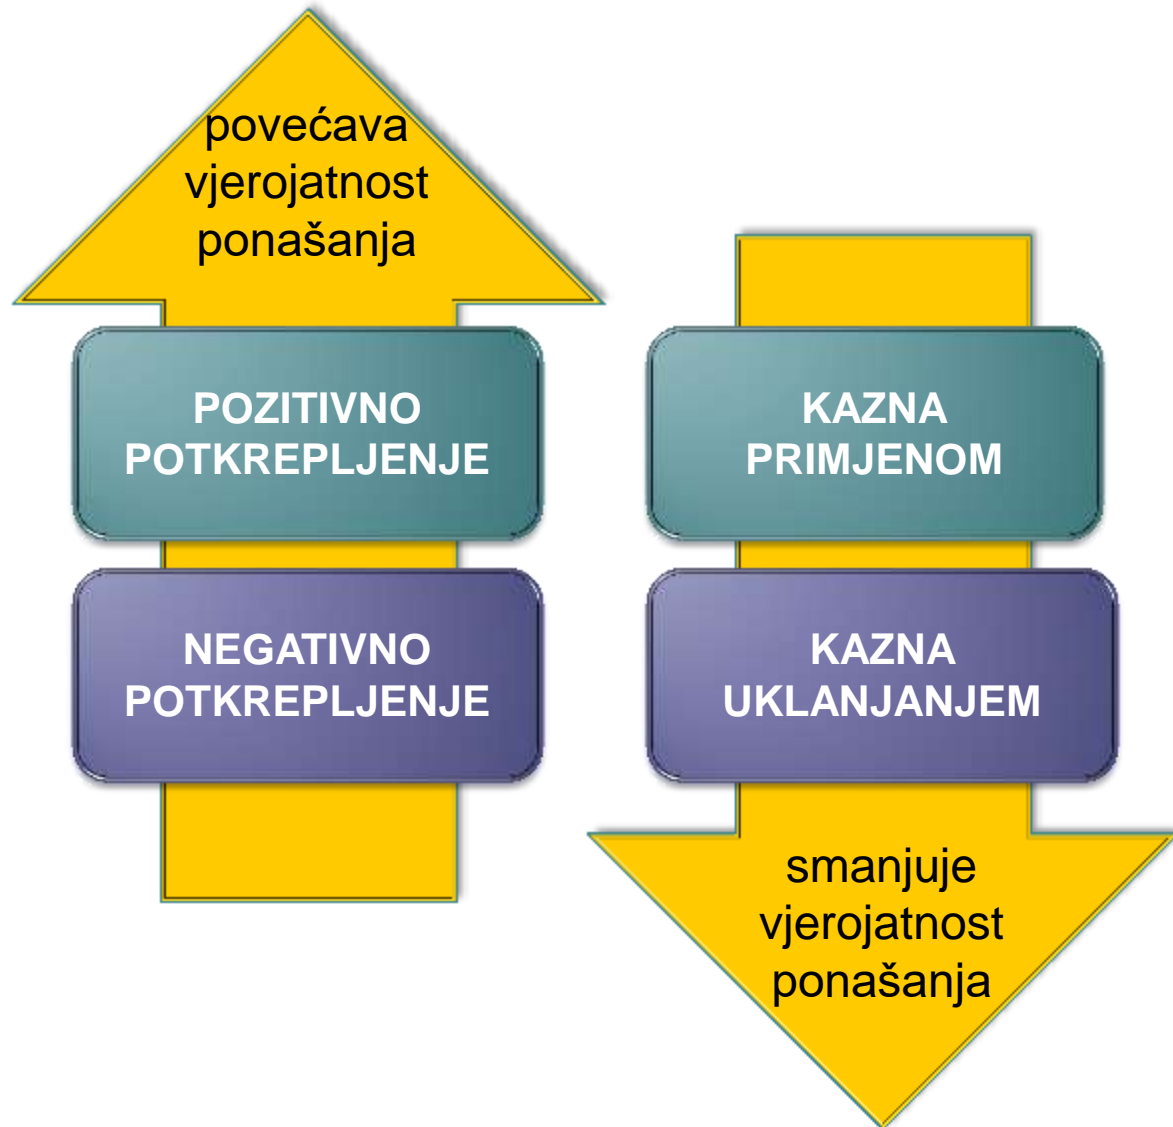 povećava
vjerojatnost
ponašanja
POZITIVNO
POTKREPLJENJE
NEGATIVNO
POTKREPLJENJE
KAZNA
PRIMJENOM
KAZNA
UKLANJANJEM
smanjuje
vjerojatnost
ponašanja